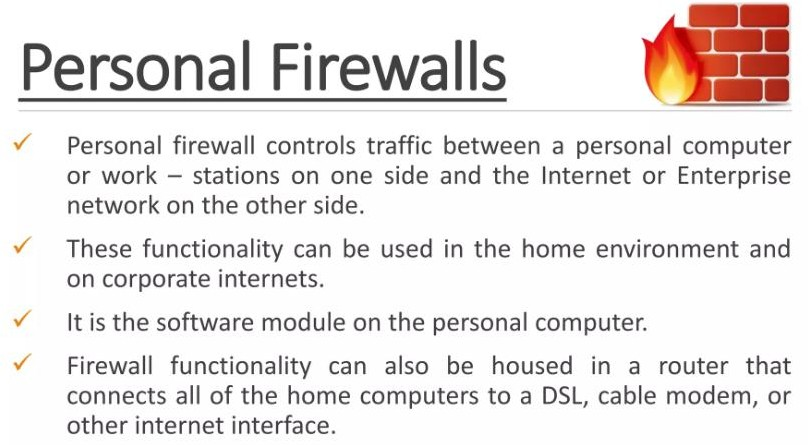 Personal Firewalls
Personal firewall controls traffic between a personal computer
or work – stations on one side and the Internet or Enterprise
network on the other side.
These functionality can be used in the home environment and
on corporate internets.
It is the software module on the personal computer.
Firewall functionality can also be housed in a router that
connects all of the home computers to a DSL, cable modem, or
other internet interface.